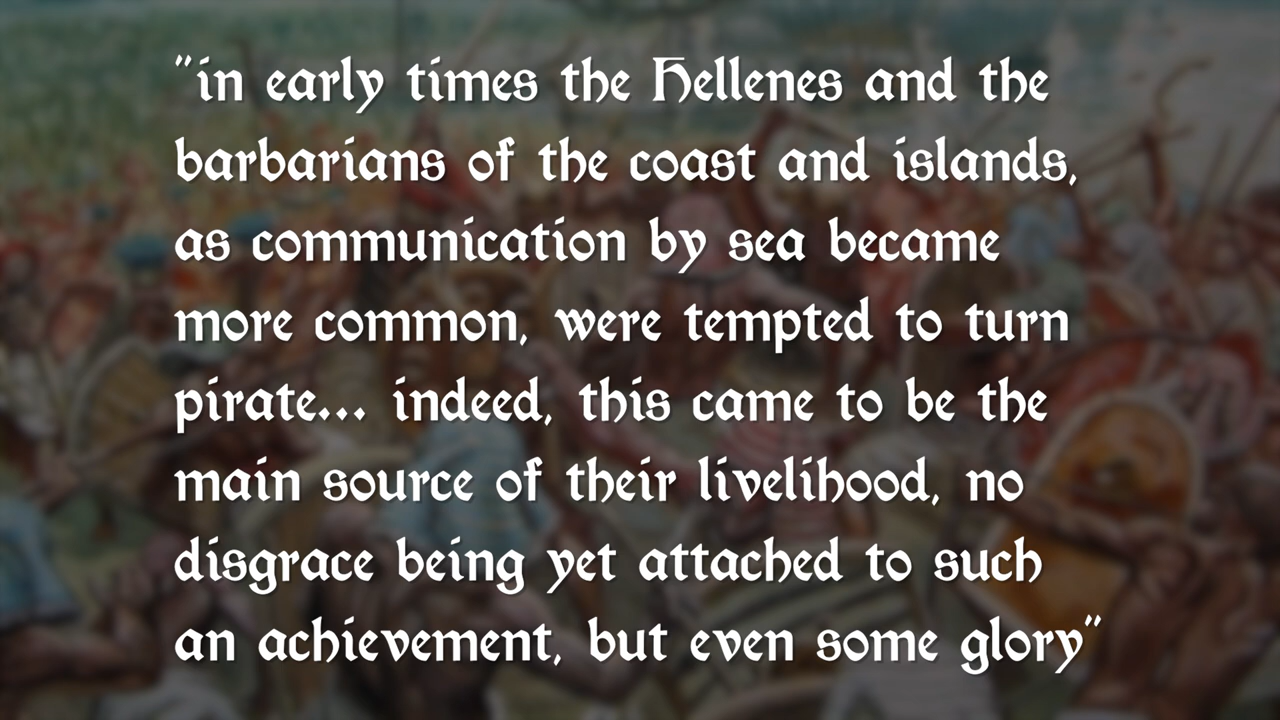 "in early times the Hellenes and the
barbarians of the coast and islands,
as communication by sea became
more common, were tempted to turn
pirate... indeed, this came to be the
main source of their livelihood, no
disgrace being yet attached to such
an achievement, but even some glory"